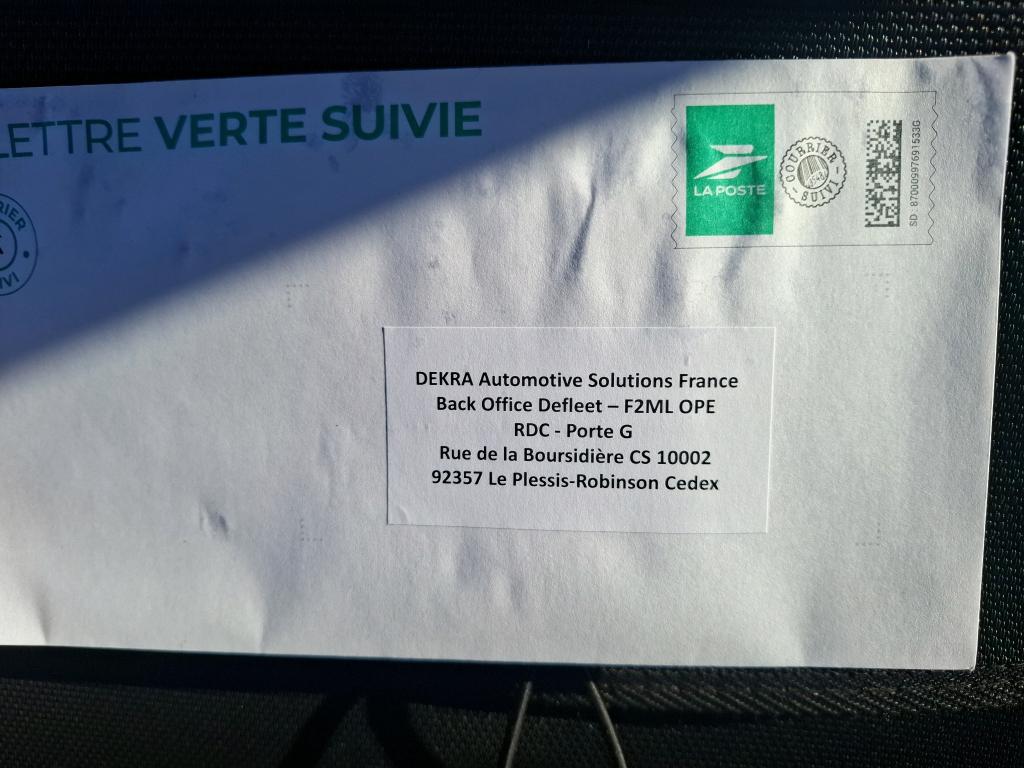 LETTRE VERTE SUIVIE
LA POSTE
COURRIER
SUIVI
SD : 87000997691533G
DEKRA Automotive Solutions France
Back Office Defleet – F2ML OPE
RDC - Porte G
Rue de la Boursidière CS 10002
92357 Le Plessis-Robinson Cedex